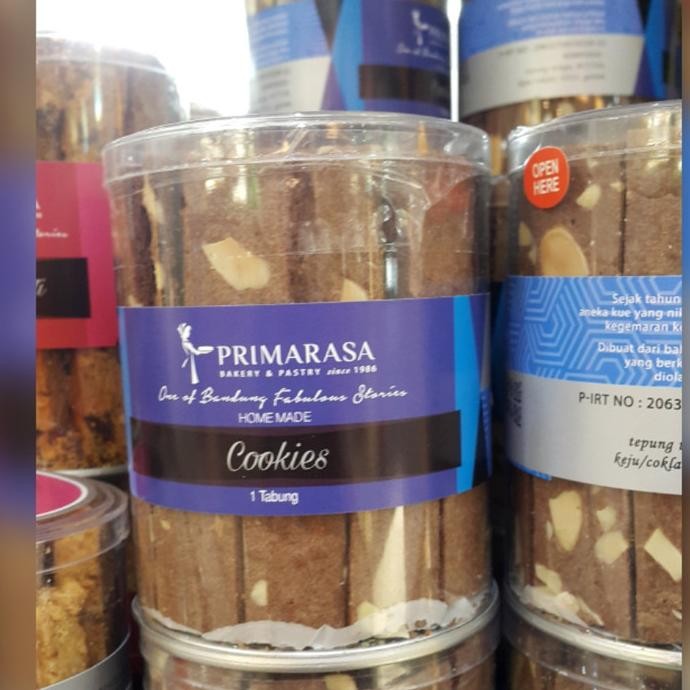 PRIMARASA
BAKERY & PASTRY since 1986
One of Bandung Fabulous Stories
HOME MADE
Cookies
1 Tabung
OPEN
HERE
Sejak tahun
aneka kue yang nik
kegemaran k
Dibuat dari ba
yang berk
diola
P-IRT NO : 2063
tepung
keju/cokla